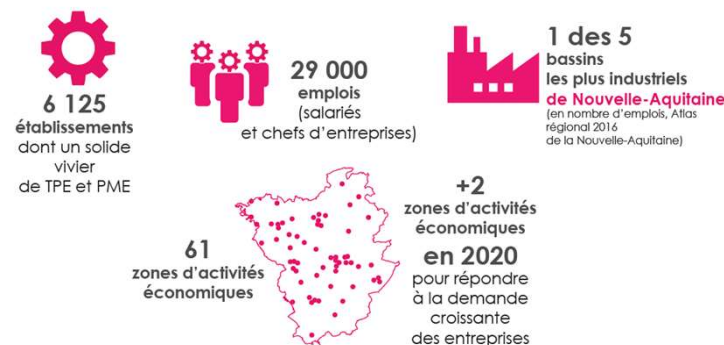 6 125
établissements
dont un solide
vivier
de TPE et PME
29 000
emplois
(salariés
et chefs d'entreprises)
1 des 5
bassins
les plus industriels
de Nouvelle-Aquitaine
(en nombre d'emplois, Atlas
régional 2016
de la Nouvelle-Aquitaine)
61
zones d'activités
économiques
+2
zones d'activités
économiques
en 2020
pour répondre
à la demande
croissante
des entreprises